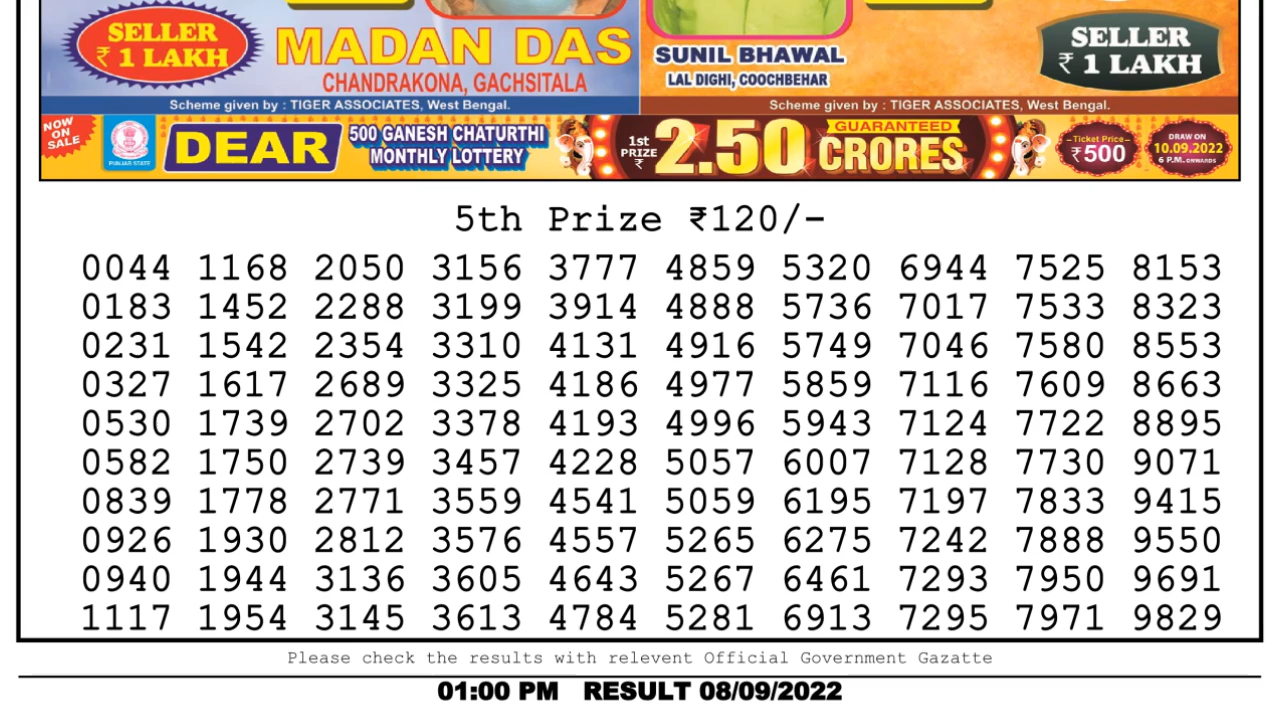 SELLER
₹ 1 LAKH
MADAN DAS
CHANDRAKONA, GACHSITALA
SUNIL BHAWAL
LAL DIGHI, COOCHBEHAR
SELLER
₹ 1 LAKH
Scheme given by : TIGER ASSOCIATES, West Bengal.
Scheme given by : TIGER ASSOCIATES, West Bengal.
NOW
ON
SALE
PUNJAB STATE
DEAR
500 GANESH CHATURTHI
MONTHLY LOTTERY
1st
PRIZE
₹
2.50
GUARANTEED
CRORES
Ticket Price
₹500
DRAW ON
10.09.2022
6 P.M. ONWARDS
5th Prize ₹120/-
0044 1168 2050 3156 3777 4859 5320 6944 7525 8153
0183 1452 2288 3199 3914 4888 5736 7017 7533 8323
0231 1542 2354 3310 4131 4916 5749 7046 7580 8553
0327 1617 2689 3325 4186 4977 5859 7116 7609 8663
0530 1739 2702 3378 4193 4996 5943 7124 7722 8895
0582 1750 2739 3457 4228 5057 6007 7128 7730 9071
0839 1778 2771 3559 4541 5059 6195 7197 7833 9415
0926 1930 2812 3576 4557 5265 6275 7242 7888 9550
0940 1944 3136 3605 4643 5267 6461 7293 7950 9691
1117 1954 3145 3613 4784 5281 6913 7295 7971 9829
Please check the results with relevent Official Government Gazatte
01:00 PM RESULT 08/09/2022